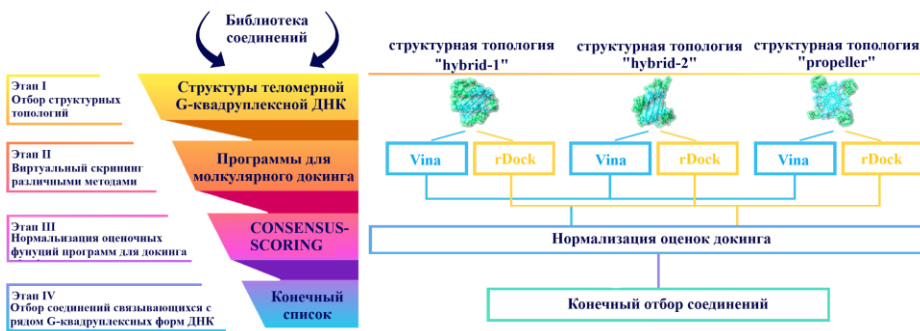 Библиотека
соединений
Этап I
Отбор структурных
топологий
Структуры теломерной
G-квадруплексной ДНК
Этап II
Виртуальный скрининг
различными методами
Программы для
молкулярного докинга
Этап III
Нормальизация оценочных
фунуций программ для докинга
CONSENSUS-
SCORING
Этап IV
Отбор соединений связывающихся с
рядом G-квадруплексных форм ДНК
Конечный
список
структурная топология
"hybrid-1"
структурная топология
"hybrid-2"
структурная топология
"propeller"
Vina
rDock
Vina
rDock
Vina
rDock
Нормализация оценок докинга
Конечный отбор соединений